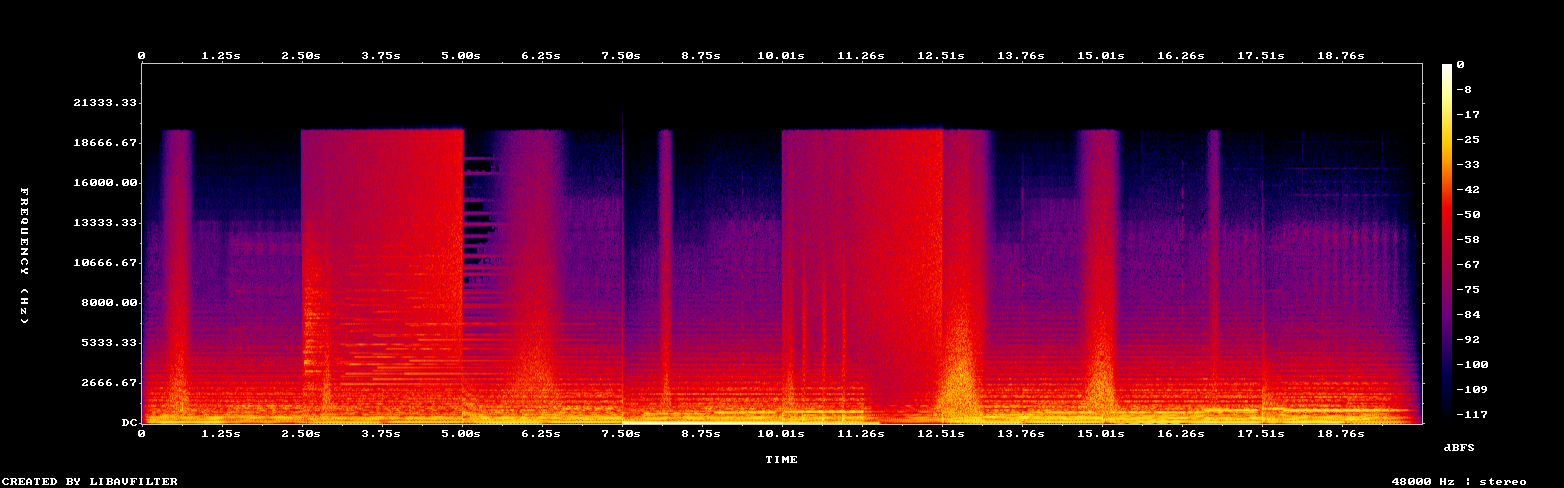 0 1.25s 2.50s 3.75s 5.00s 6.25s 7.50s 8.75s 10.01s 11.26s 12.51s 13.76s 15.01s 16.26s 17.51s 18.76s
0
-8
21333.33
-17
18666.67
-25
-33
16000.00
-42
13333.33
-50
-58
10666.67
-67
-75
8000.00
-84
5333.33
-92
-100
2666.67
-109
-117
DC
FREQUENCY (Hz)
0 1.25s 2.50s 3.75s 5.00s 6.25s 7.50s 8.75s 10.01s 11.26s 12.51s 13.76s 15.01s 16.26s 17.51s 18.76s
dBFS
TIME
CREATED BY LIBAVFILTER
48000 Hz | stereo